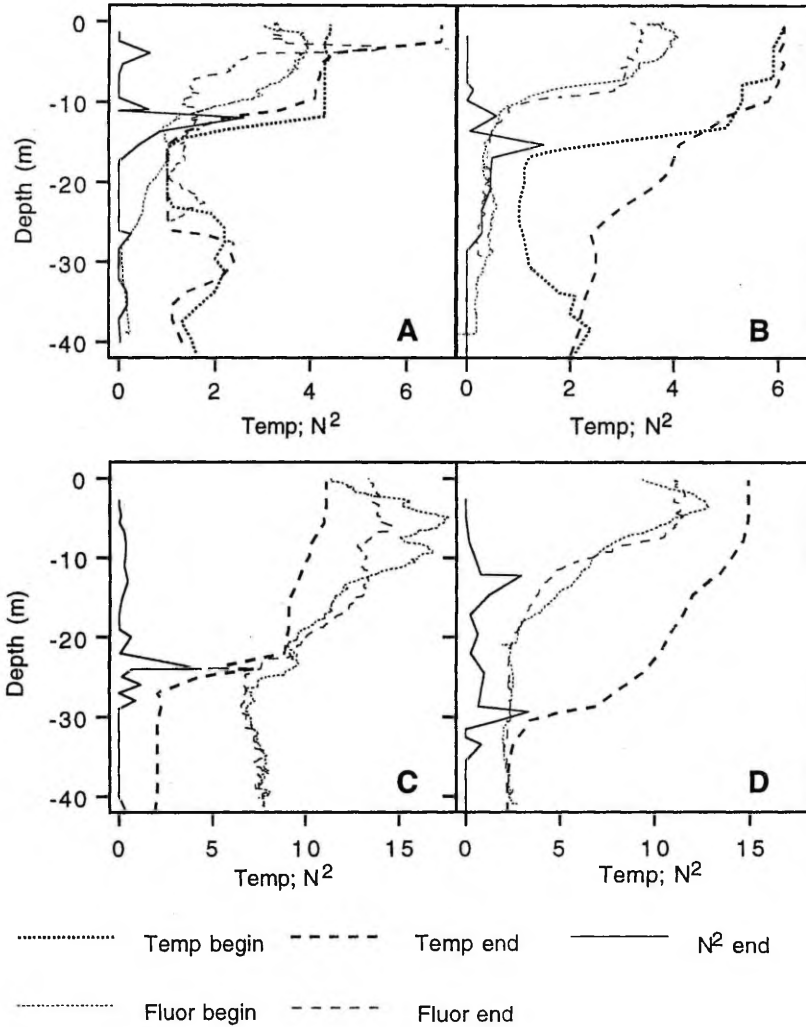 0
-10
-20
-30
-40
Depth (m)
A
B
0 2 4 6
0 2 4 6
Temp; N²
Temp; N²
0
-10
-20
-30
-40
Depth (m)
C
D
0 5 10 15
0 5 10 15
Temp; N²
Temp; N²
Temp begin
Temp end
N² end
Fluor begin
Fluor end